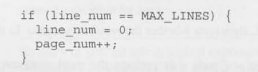 if (line_num == MAX_LINES) {
  line_num = 0;
  page_num++;
}